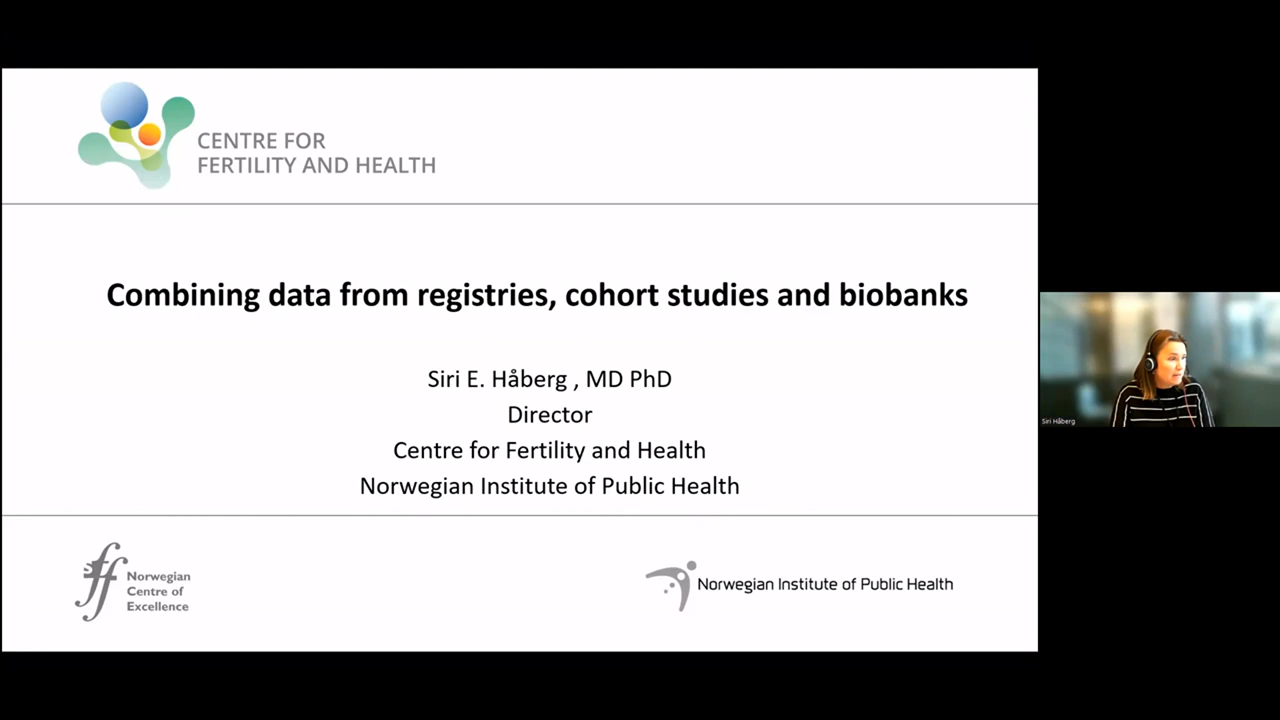 CENTRE FOR
FERTILITY AND HEALTH
Combining data from registries, cohort studies and biobanks
Siri E. Håberg , MD PhD
Director
Centre for Fertility and Health
Norwegian Institute of Public Health
sff
Norwegian
Centre of
Excellence
Norwegian Institute of Public Health
Siri Håberg